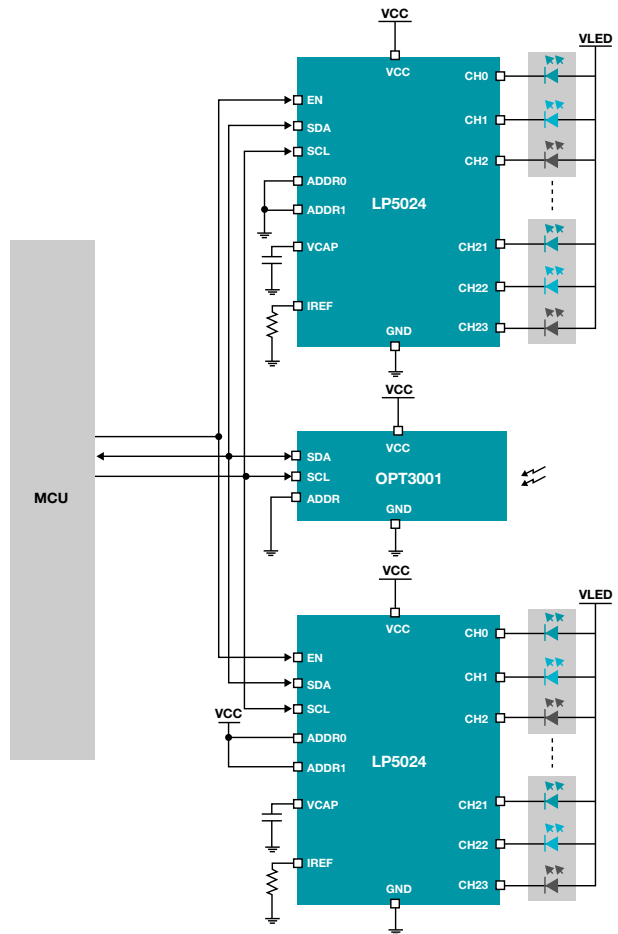 VCC
VLED
VCC
CH0
EN
CH1
SDA
SCL
CH2
ADDR0
LP5024
ADDR1
VCAP
CH21
CH22
IREF
CH23
GND
VCC
VCC
SDA
SCL
OPT3001
ADDR
GND
MCU
VCC
VLED
VCC
CH0
EN
CH1
SDA
SCL
VCC
CH2
ADDR0
LP5024
ADDR1
VCAP
CH21
CH22
IREF
CH23
GND